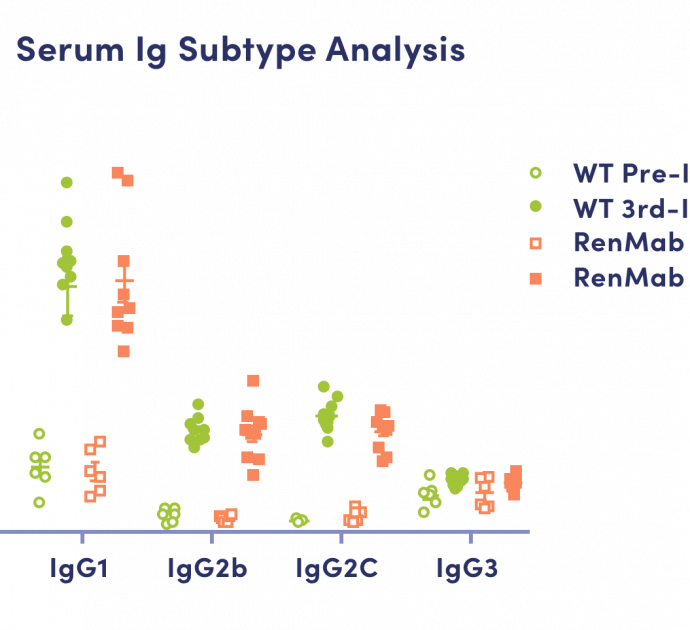 Serum Ig Subtype Analysis
WT Pre-I
WT 3rd-I
RenMab
RenMab
IgG1 IgG2b IgG2C IgG3